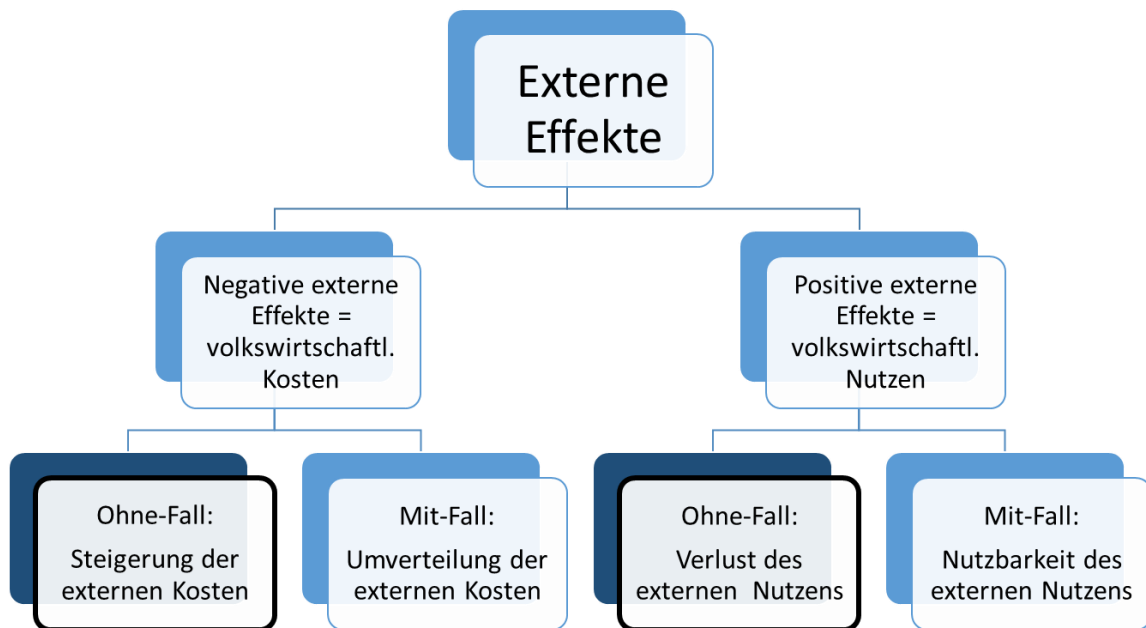 Externe
Effekte
Negative externe
Effekte =
volkswirtschaftl.
Kosten
Positive externe
Effekte =
volkswirtschaftl.
Nutzen
Ohne-Fall:
Steigerung der
externen Kosten
Mit-Fall:
Umverteilung der
externen Kosten
Ohne-Fall:
Verlust des
externen Nutzens
Mit-Fall:
Nutzbarkeit des
externen Nutzens